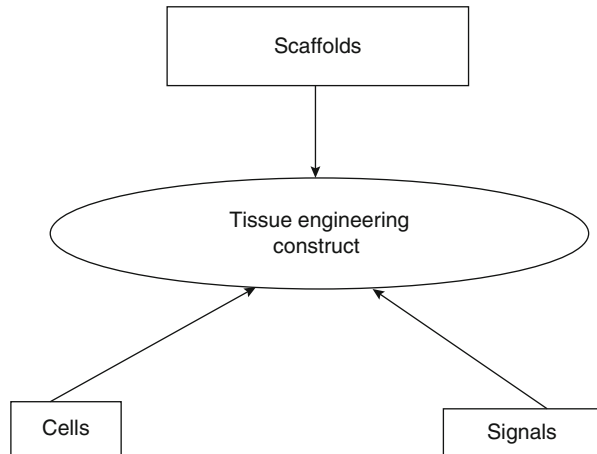 Scaffolds
Tissue engineering
construct
Cells
Signals